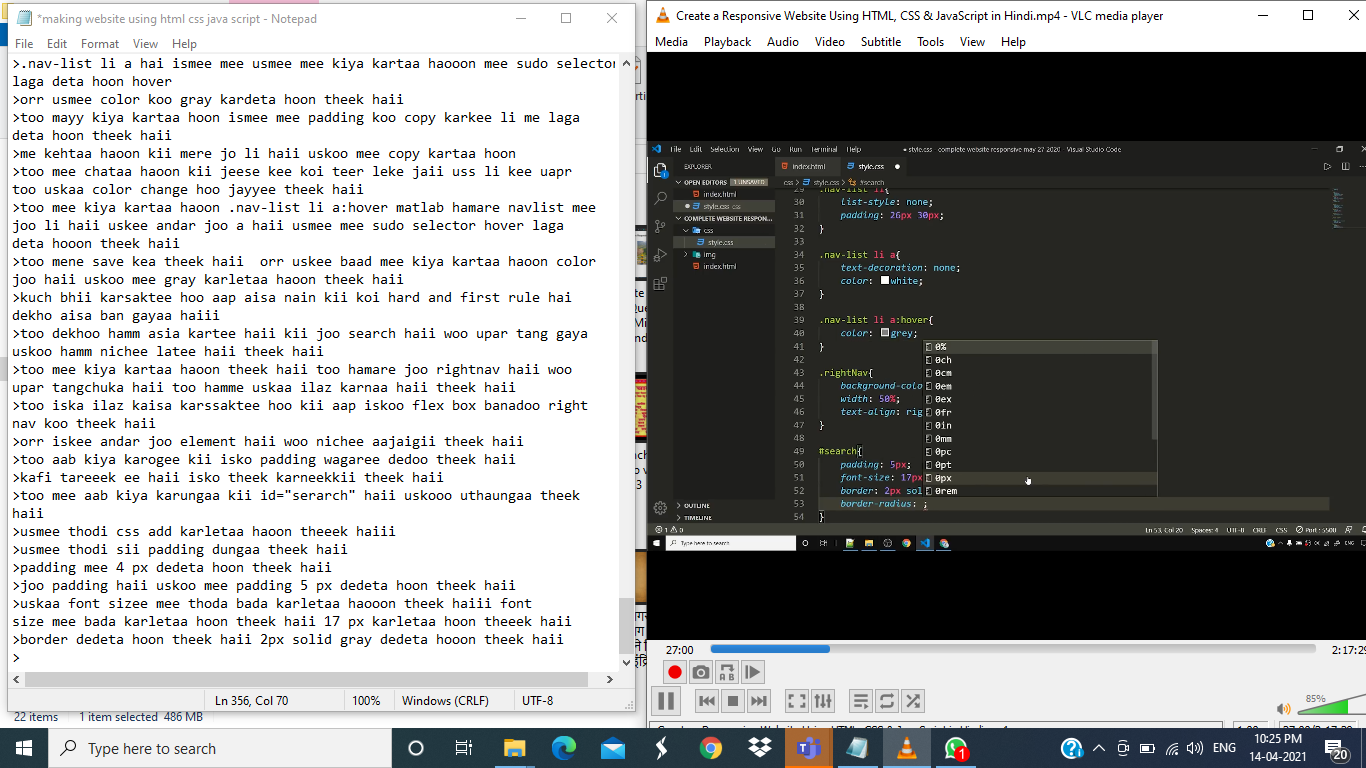 *making website using html css java script - Notepad
File Edit Format View Help
>.nav-list li a hai ismee mee usmee mee kiya kartaa haooon mee sudo selector
laga deta hoon hover
>orr usmee color koo gray kardeta hoon theek haii
>too mayy kiya kartaa hoon ismee mee padding koo copy karkee li me laga
deta hoon theek haii
>me kehtaa haoon kii mere jo li haii uskoo mee copy kartaa hoon
>too mee chataa haoon kii jeese kee koi teer leke jaii uss li kee uapr
too uskaa color change hoo jayyee theek haii
>too mee kiya kartaa haoon .nav-list li a:hover matlab hamare navlist mee
joo li haii uskee andar joo a haii usmee mee sudo selector hover laga
deta hooon theek haii
>too mene save kea theek haii  orr uskee baad mee kiya kartaa haoon color
joo haii uskoo mee gray karletaa hoon theek haii
>kuch bhii karsaktee hoo aap aisa nain kii koi hard and first rule hai
dekho aisa ban gayaa haiii
>too dekhoo hamm asia kartee haii kii joo search haii woo upar tang gaya
uskoo hamm nichee latee haii theek haii
>too mee kiya kartaa hoon theek haii too hamare joo rightnav haii woo
upar tangchuka haii too hamme uskaa ilaz karnaa haii theek haii
>too iska ilaz kaisa karssaktee hoo kii aap iskoo flex box banadoo right
nav koo theek haii
>orr iskee andar joo element haii woo nichee aajaigii theek haii
>too aab kiya karogee kii isko padding wagaree dedoo theek haii
>kafi tareeek ee haii isko theek karneekkii theek haii
>too mee aab kiya karungaa kii id="serarch" haii uskooo uthaungaa theek
haii
>usmee thodi css add karletaa haoon theeek haiii
>usmee thodi sii padding dungaa theek haii
>padding mee 4 px dedeta hoon theek haii
>joo padding haii uskoo mee padding 5 px dedeta hoon theek haii
>uskaa font sizee mee thoda bada karletaa haooon theek haiii font
size mee bada karletaa hoon theek haii 17 px karletaa hoon theeek haii
>border dedeta hoon theek haii 2px solid gray dedeta hooon theek haii
>
Ln 356, Col 70 100% Windows (CRLF) UTF-8
22 items 1 item selected 486 MB
Create a Responsive Website Using HTML, CSS & JavaScript in Hindi.mp4 - VLC media player
Media Playback Audio Video Subtitle Tools View Help
File Edit Selection View Go Run Terminal Help
● style.css complete website responsive may 27 2020 Visual Studio Code
EXPLORER
OPEN EDITORS 1 UNSAVED
index.html
● style.css css
COMPLETE WEBSITE RESPON...
css
style.css
img
index.html
OUTLINE
TIMELINE
index.html style.css ●
css > style.css > #search
29 .nav-list li{
30 list-style: none;
31 padding: 26px 30px;
32 }
33
34 .nav-list li a{
35 text-decoration: none;
36 color: white;
37 }
38
39 .nav-list li a:hover{
40 color: grey;
41 }
42
43 .rightNav{
44 background-colo
45 width: 50%;
46 text-align: rig
47 }
48
49 #search{
50 padding: 5px;
51 font-size: 17px
52 border: 2px sol
53 border-radius: ;
54 }
0%
0ch
0cm
0em
0ex
0fr
0in
0mm
0pc
0pt
0px
0rem
Ln 53, Col 20 Spaces: 4 UTF-8 CRLF CSS Port : 5500
Type here to search
27:00 2:17:29
85%
Type here to search
ENG
10:25 PM
14-04-2021
20